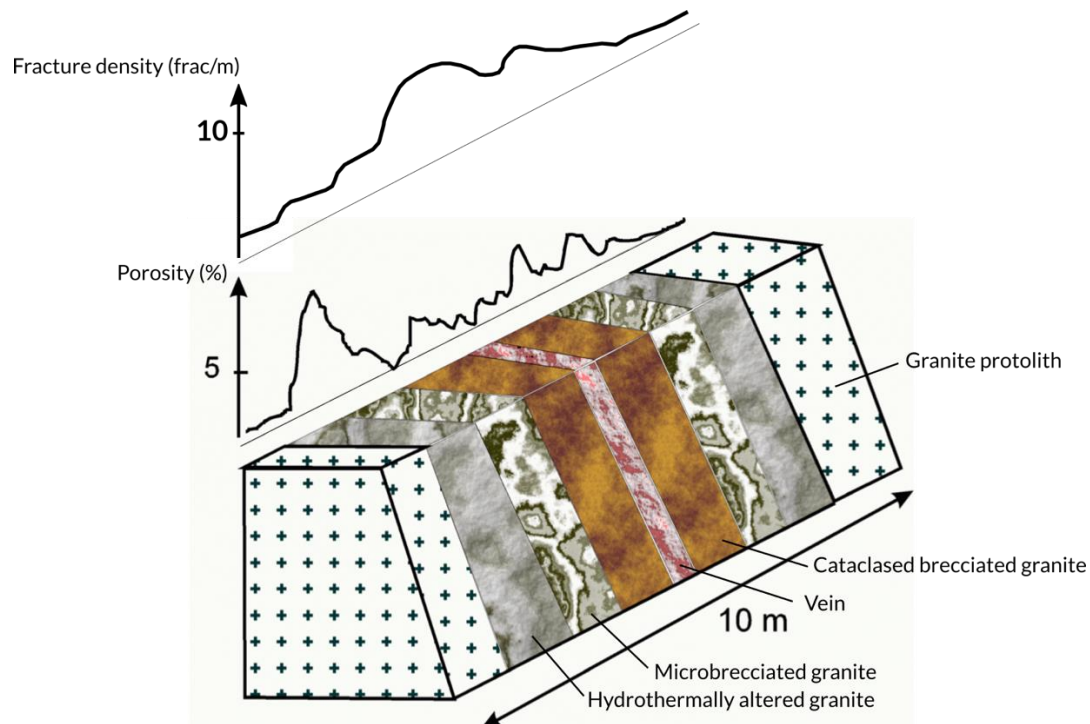 Fracture density (frac/m)
10
Porosity (%)
5
Granite protolith
Cataclased brecciated granite
Vein
10 m
Microbrecciated granite
Hydrothermally altered granite